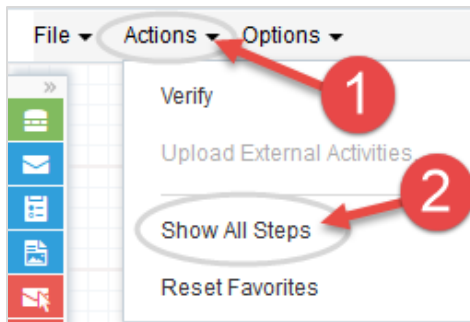 File Actions Options
1
Verify
Upload External Activities
2
Show All Steps
Reset Favorites